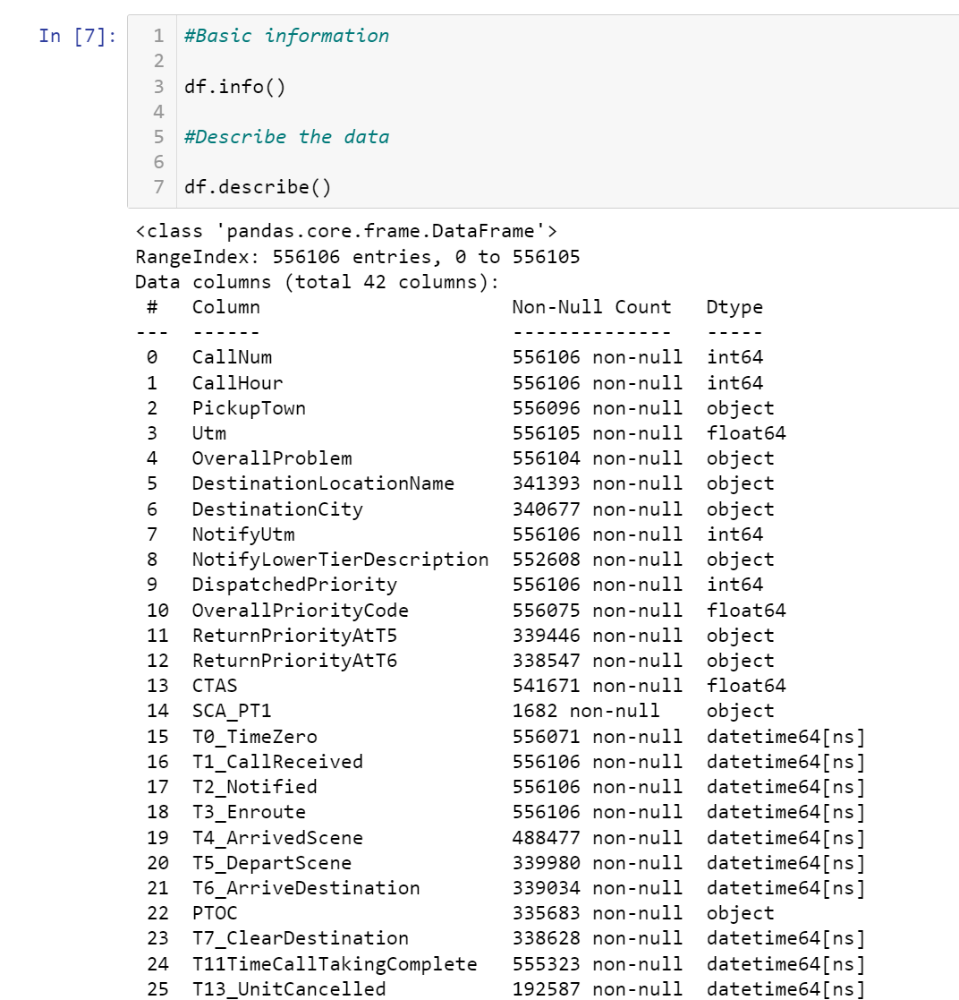 In [7]:
1 #Basic information
2
3 df.info()
4
5 #Describe the data
6
7 df.describe()
<class 'pandas.core.frame.DataFrame'>
RangeIndex: 556106 entries, 0 to 556105
Data columns (total 42 columns):
 #   Column                      Non-Null Count   Dtype
---  ------                      --------------   -----
 0   CallNum                     556106 non-null  int64
 1   CallHour                    556106 non-null  int64
 2   PickupTown                  556096 non-null  object
 3   Utm                         556105 non-null  float64
 4   OverallProblem              556104 non-null  object
 5   DestinationLocationName     341393 non-null  object
 6   DestinationCity             340677 non-null  object
 7   NotifyUtm                   556106 non-null  int64
 8   NotifyLowerTierDescription  552608 non-null  object
 9   DispatchedPriority          556106 non-null  int64
 10  OverallPriorityCode         556075 non-null  float64
 11  ReturnPriorityAtT5          339446 non-null  object
 12  ReturnPriorityAtT6          338547 non-null  object
 13  CTAS                        541671 non-null  float64
 14  SCA_PT1                     1682 non-null    object
 15  T0_TimeZero                 556071 non-null  datetime64[ns]
 16  T1_CallReceived             556106 non-null  datetime64[ns]
 17  T2_Notified                 556106 non-null  datetime64[ns]
 18  T3_Enroute                  556106 non-null  datetime64[ns]
 19  T4_ArrivedScene             488477 non-null  datetime64[ns]
 20  T5_DepartScene              339980 non-null  datetime64[ns]
 21  T6_ArriveDestination        339034 non-null  datetime64[ns]
 22  PTOC                        335683 non-null  object
 23  T7_ClearDestination         338628 non-null  datetime64[ns]
 24  T11TimeCallTakingComplete   555323 non-null  datetime64[ns]
 25  T13_UnitCancelled           192587 non-null  datetime64[ns]